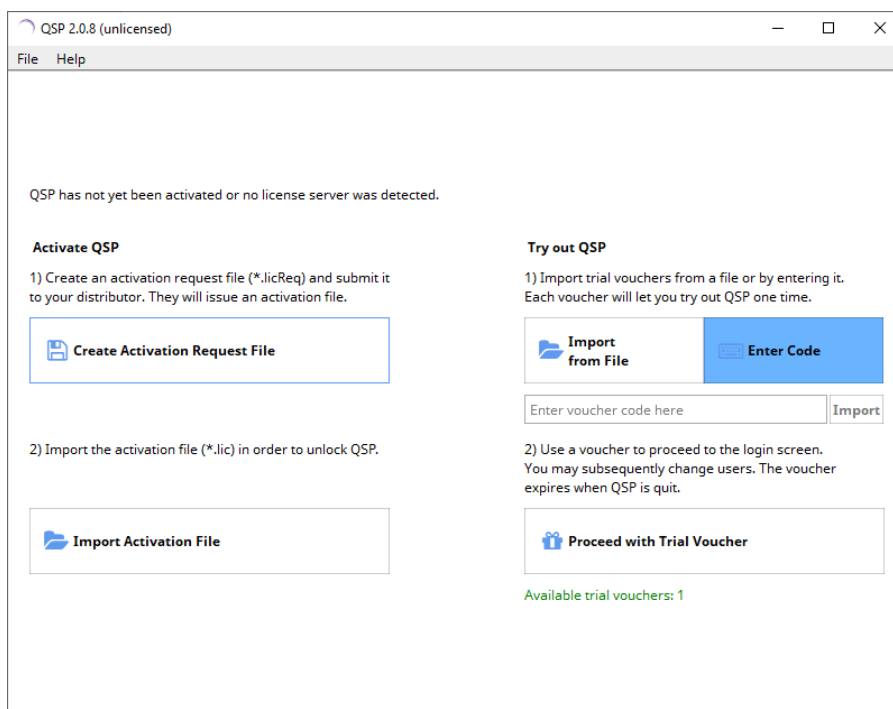 QSP 2.0.8 (unlicensed)
File Help
QSP has not yet been activated or no license server was detected.
Activate QSP
1) Create an activation request file (*.licReq) and submit it
to your distributor. They will issue an activation file.
Create Activation Request File
2) Import the activation file (*.lic) in order to unlock QSP.
Import Activation File
Try out QSP
1) Import trial vouchers from a file or by entering it.
Each voucher will let you try out QSP one time.
Import
from File
Enter Code
Enter voucher code here
Import
2) Use a voucher to proceed to the login screen.
You may subsequently change users. The voucher
expires when QSP is quit.
Proceed with Trial Voucher
Available trial vouchers: 1